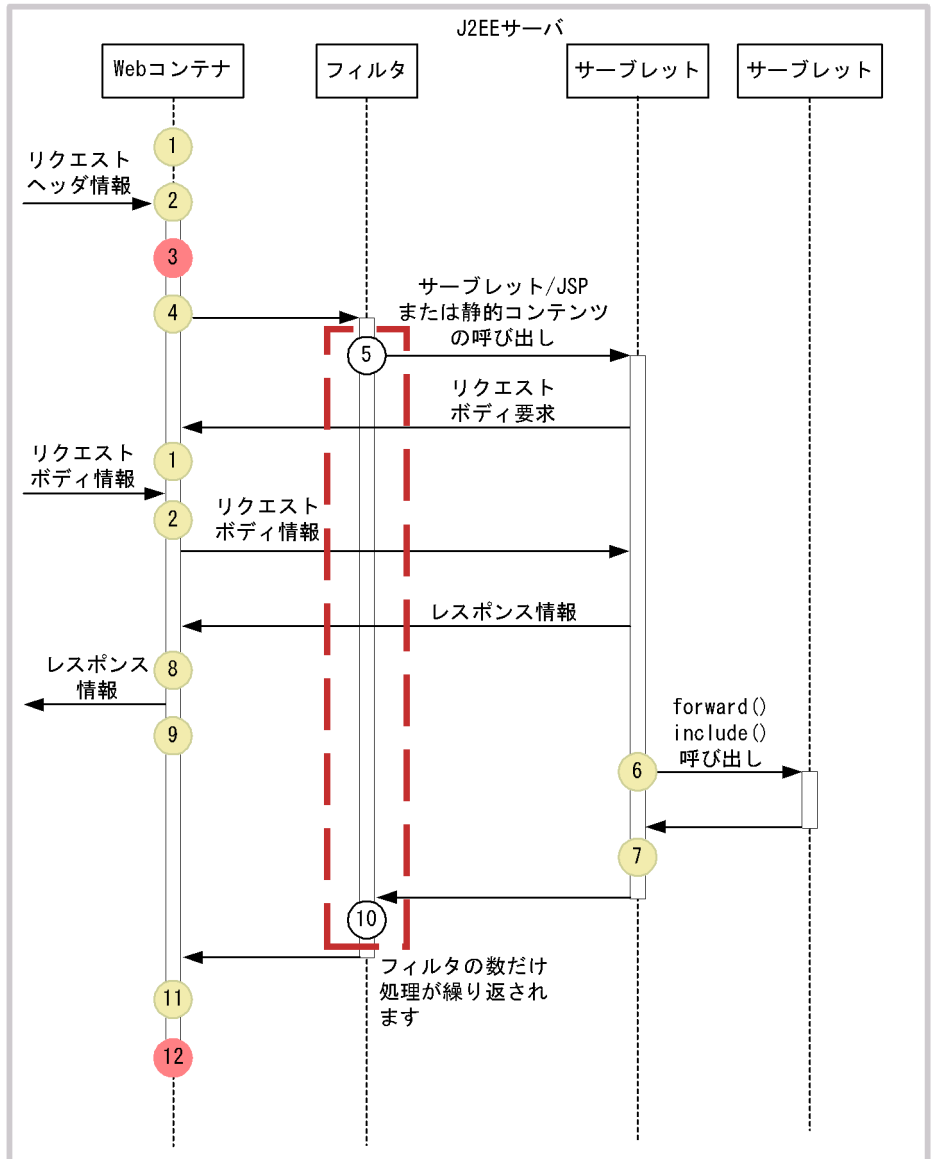 J2EEサーバ
Webコンテナ
フィルタ
サーブレット
サーブレット
1
リクエスト
ヘッダ情報
2
3
4
サーブレット/JSP
または静的コンテンツ
の呼び出し
5
リクエスト
ボディ要求
1
リクエスト
ボディ情報
2
リクエスト
ボディ情報
レスポンス情報
8
レスポンス
情報
9
forward()
include()
呼び出し
6
7
10
フィルタの数だけ
処理が繰り返され
ます
11
12